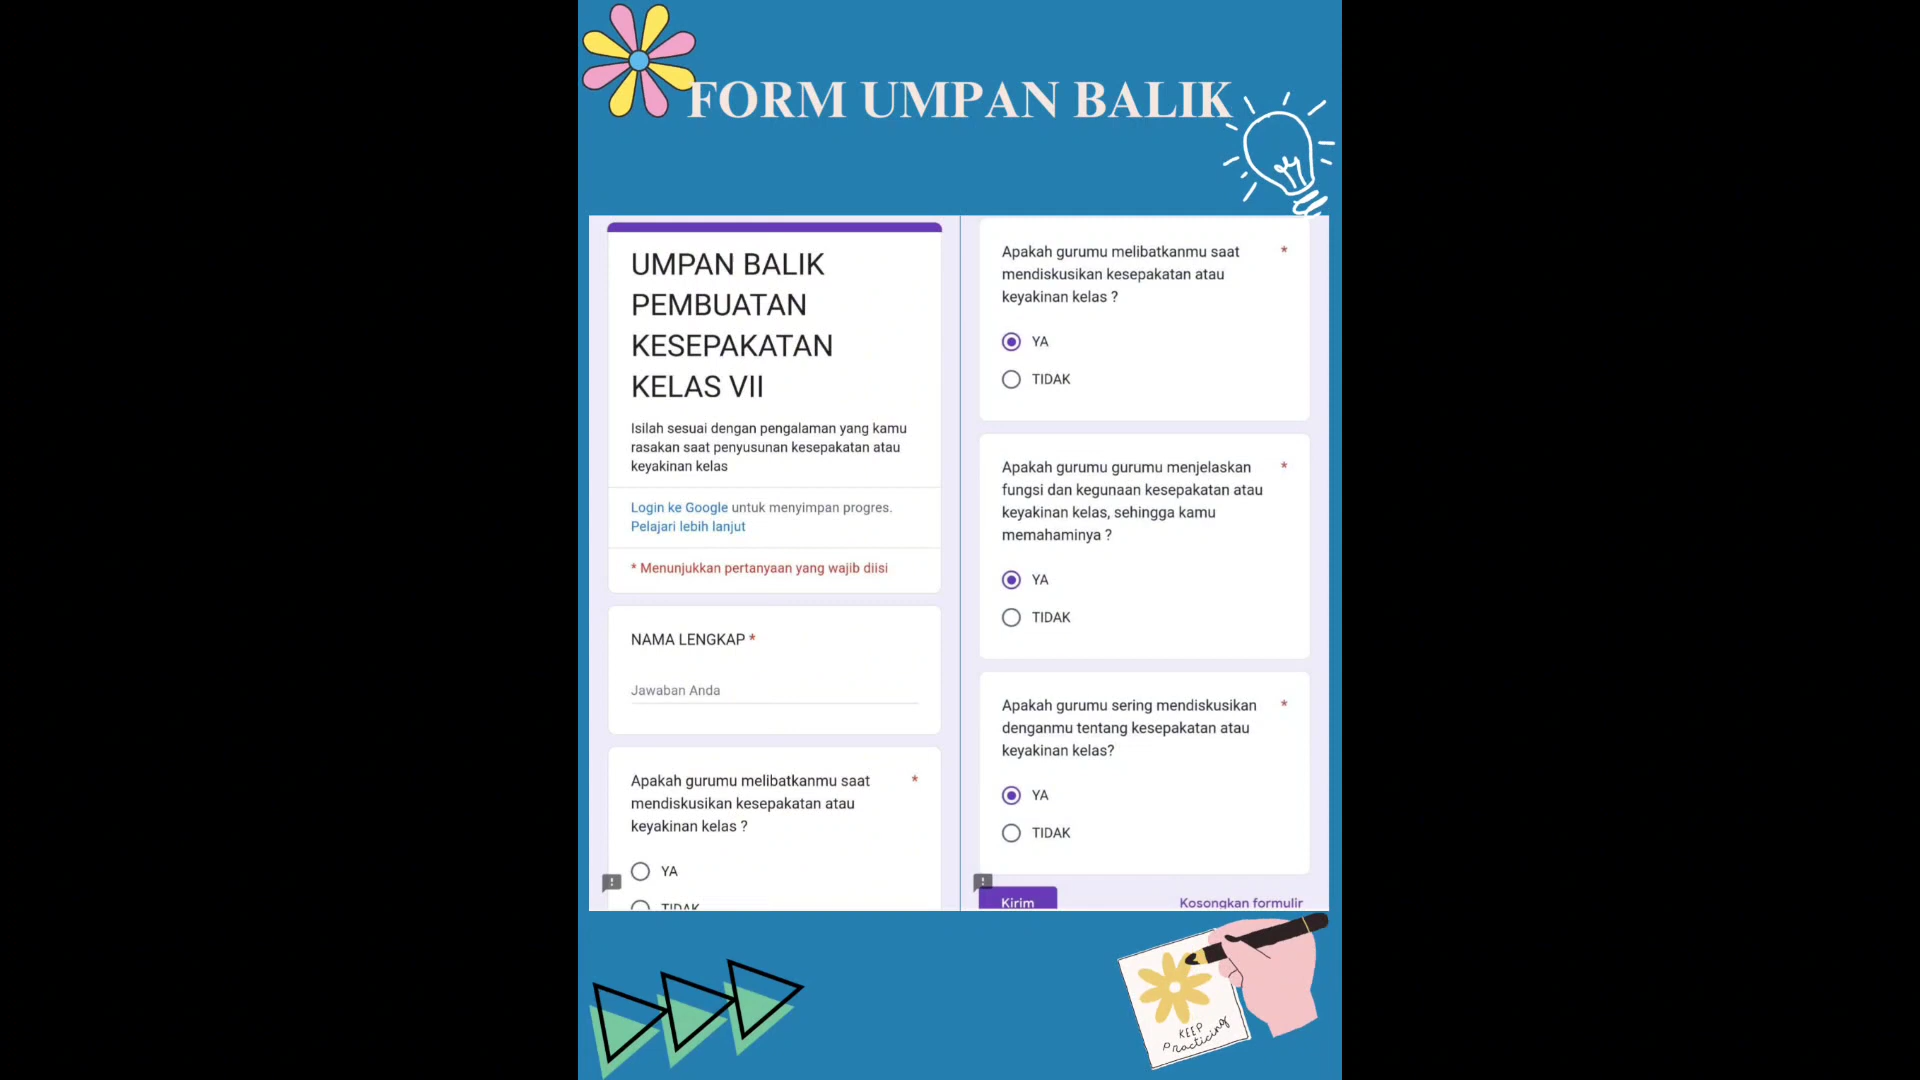 FORM UMPAN BALIK
UMPAN BALIK
PEMBUATAN
KESEPAKATAN
KELAS VII
Isilah sesuai dengan pengalaman yang kamu
rasakan saat penyusunan kesepakatan atau
keyakinan kelas
Login ke Google untuk menyimpan progres.
Pelajari lebih lanjut
* Menunjukkan pertanyaan yang wajib diisi
NAMA LENGKAP *
Jawaban Anda
Apakah gurumu melibatkanmu saat *
mendiskusikan kesepakatan atau
keyakinan kelas ?
YA
TIDAK
Apakah gurumu melibatkanmu saat *
mendiskusikan kesepakatan atau
keyakinan kelas ?
YA
TIDAK
Apakah gurumu gurumu menjelaskan *
fungsi dan kegunaan kesepakatan atau
keyakinan kelas, sehingga kamu
memahaminya ?
YA
TIDAK
Apakah gurumu sering mendiskusikan *
denganmu tentang kesepakatan atau
keyakinan kelas?
YA
TIDAK
Kirim Kosongkan formulir
KEEP
Practicing